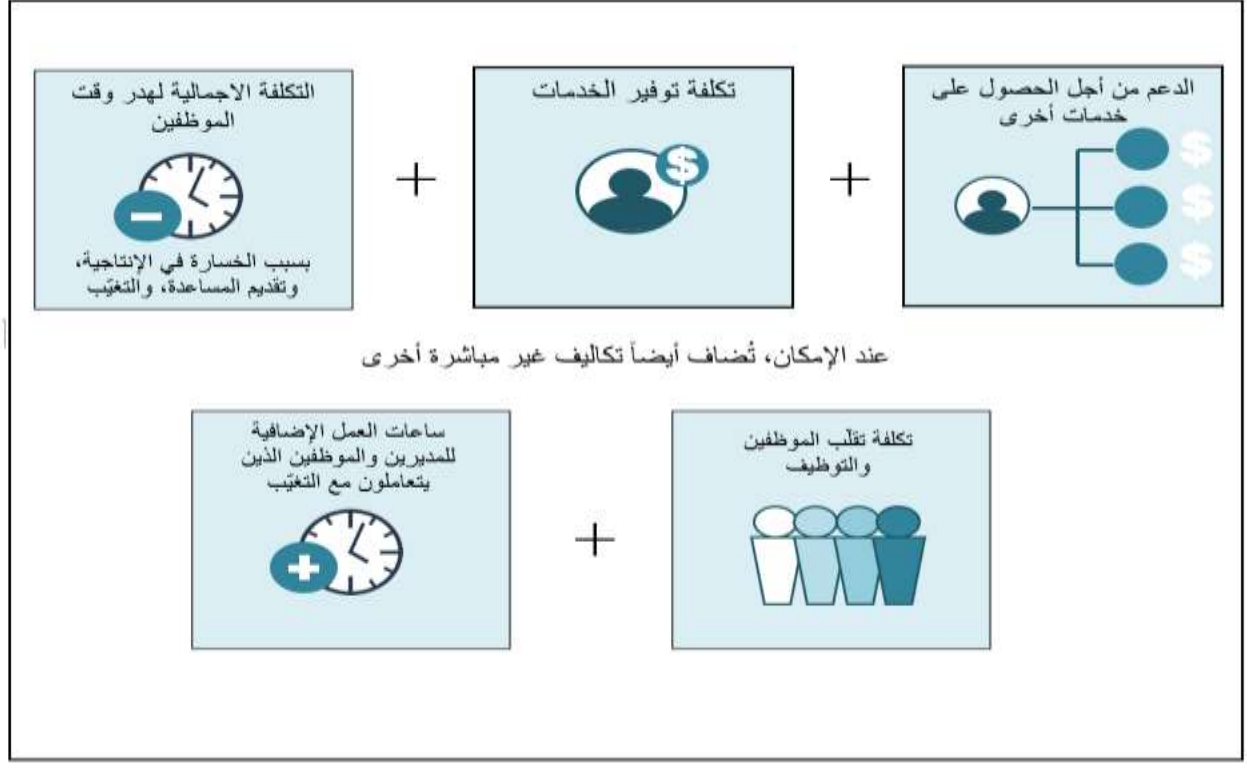 الدعم من أجل الحصول على
خدمات أخرى
$
$
$
+
تكلفة توفير الخدمات
$
+
التكلفة الاجمالية لهدر وقت
الموظفين
بسبب الخسارة في الإنتاجية،
وتقديم المساعدة، والتغيّب
عند الإمكان، تُضاف أيضاً تكاليف غير مباشرة أخرى
تكلفة تقلّب الموظفين
والتوظيف
+
ساعات العمل الإضافية
للمديرين والموظفين الذين
يتعاملون مع التغيّب